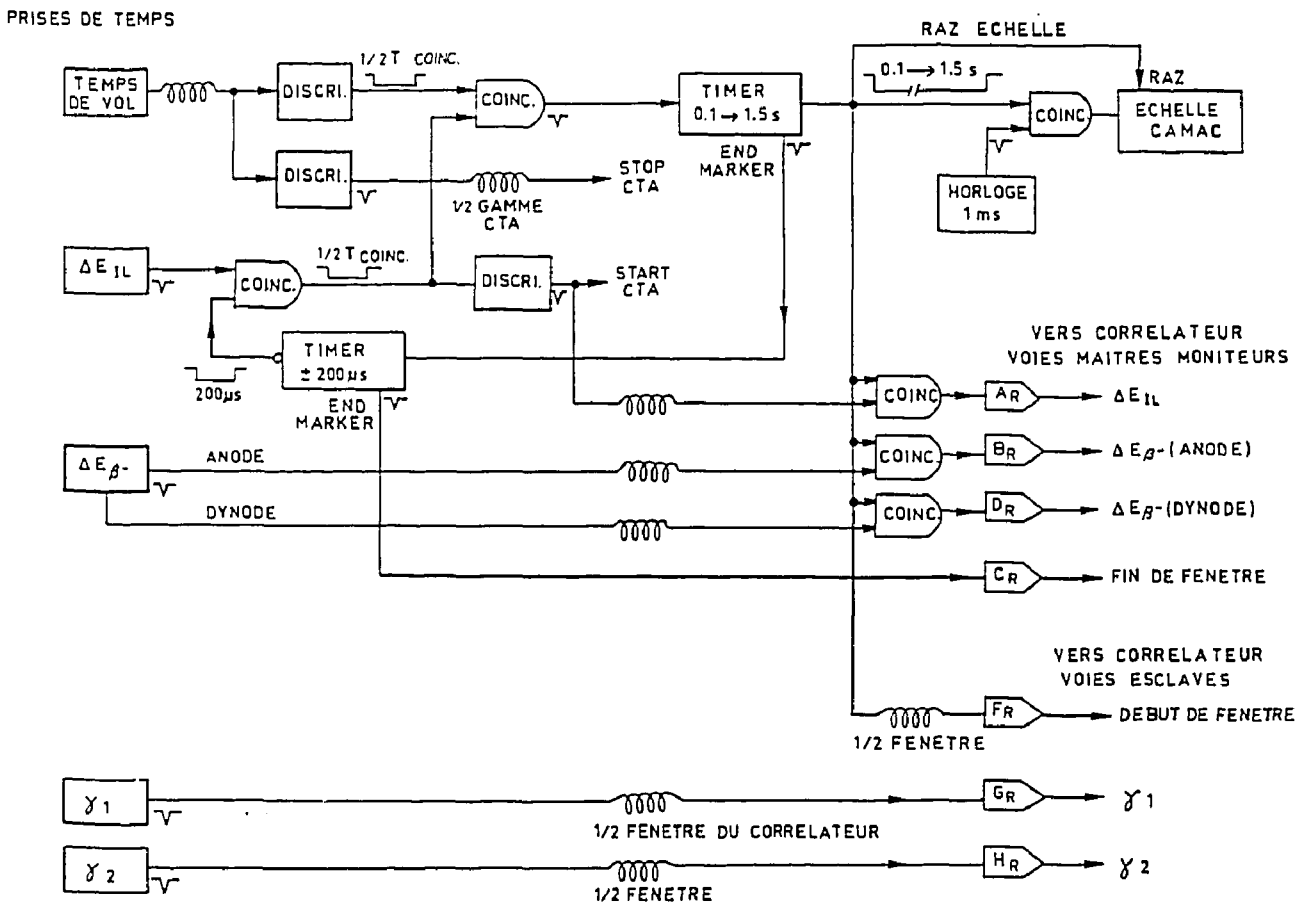 PRISES DE TEMPS
RAZ ECHELLE
1/2 T COINC.
0.1 → 1.5 s
RAZ
TEMPS
DE VOL
DISCRI.
COINC.
TIMER
0.1 → 1.5 s
COINC
ECHELLE
CAMAC
END
MARKER
DISCRI.
STOP
CTA
1/2 GAMME
CTA
HORLOGE
1 ms
ΔE IL
COINC.
1/2 T COINC.
DISCRI.
START
CTA
TIMER
± 200 µs
200 µs
END
MARKER
VERS CORRELATEUR
VOIES MAITRES MONITEURS
COINC
AR
ΔE IL
ΔE β-
ANODE
COINC
BR
ΔE β- (ANODE)
DYNODE
COINC
DR
ΔE β- (DYNODE)
CR
FIN DE FENETRE
VERS CORRELATEUR
VOIES ESCLAVES
FR
DEBUT DE FENETRE
1/2 FENETRE
γ 1
GR
γ 1
1/2 FENETRE DU CORRELATEUR
γ 2
HR
γ 2
1/2 FENETRE